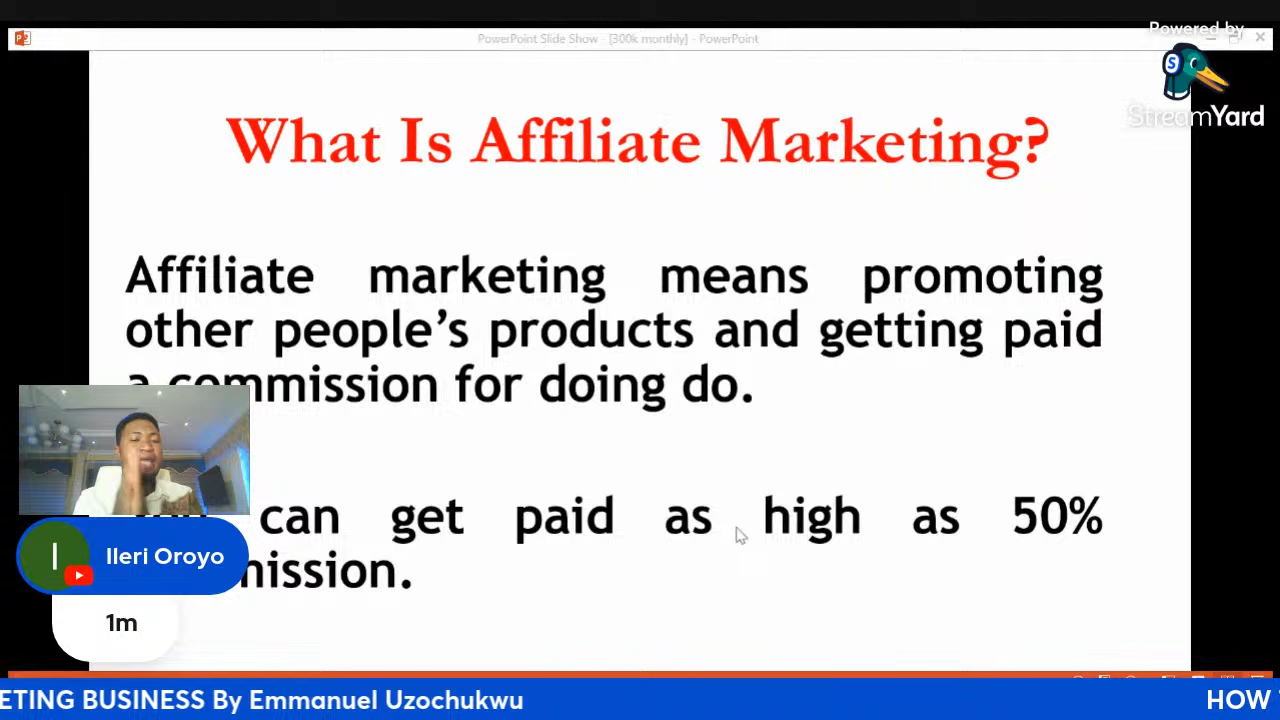 PowerPoint Slide Show - [300k monthly] - PowerPoint
Powered by
StreamYard
What Is Affiliate Marketing?
Affiliate marketing means promoting
other people's products and getting paid
a commission for doing do.
can get paid as high as 50%
mission.
Ileri Oroyo
1m
ETING BUSINESS By Emmanuel Uzochukwu
HOW